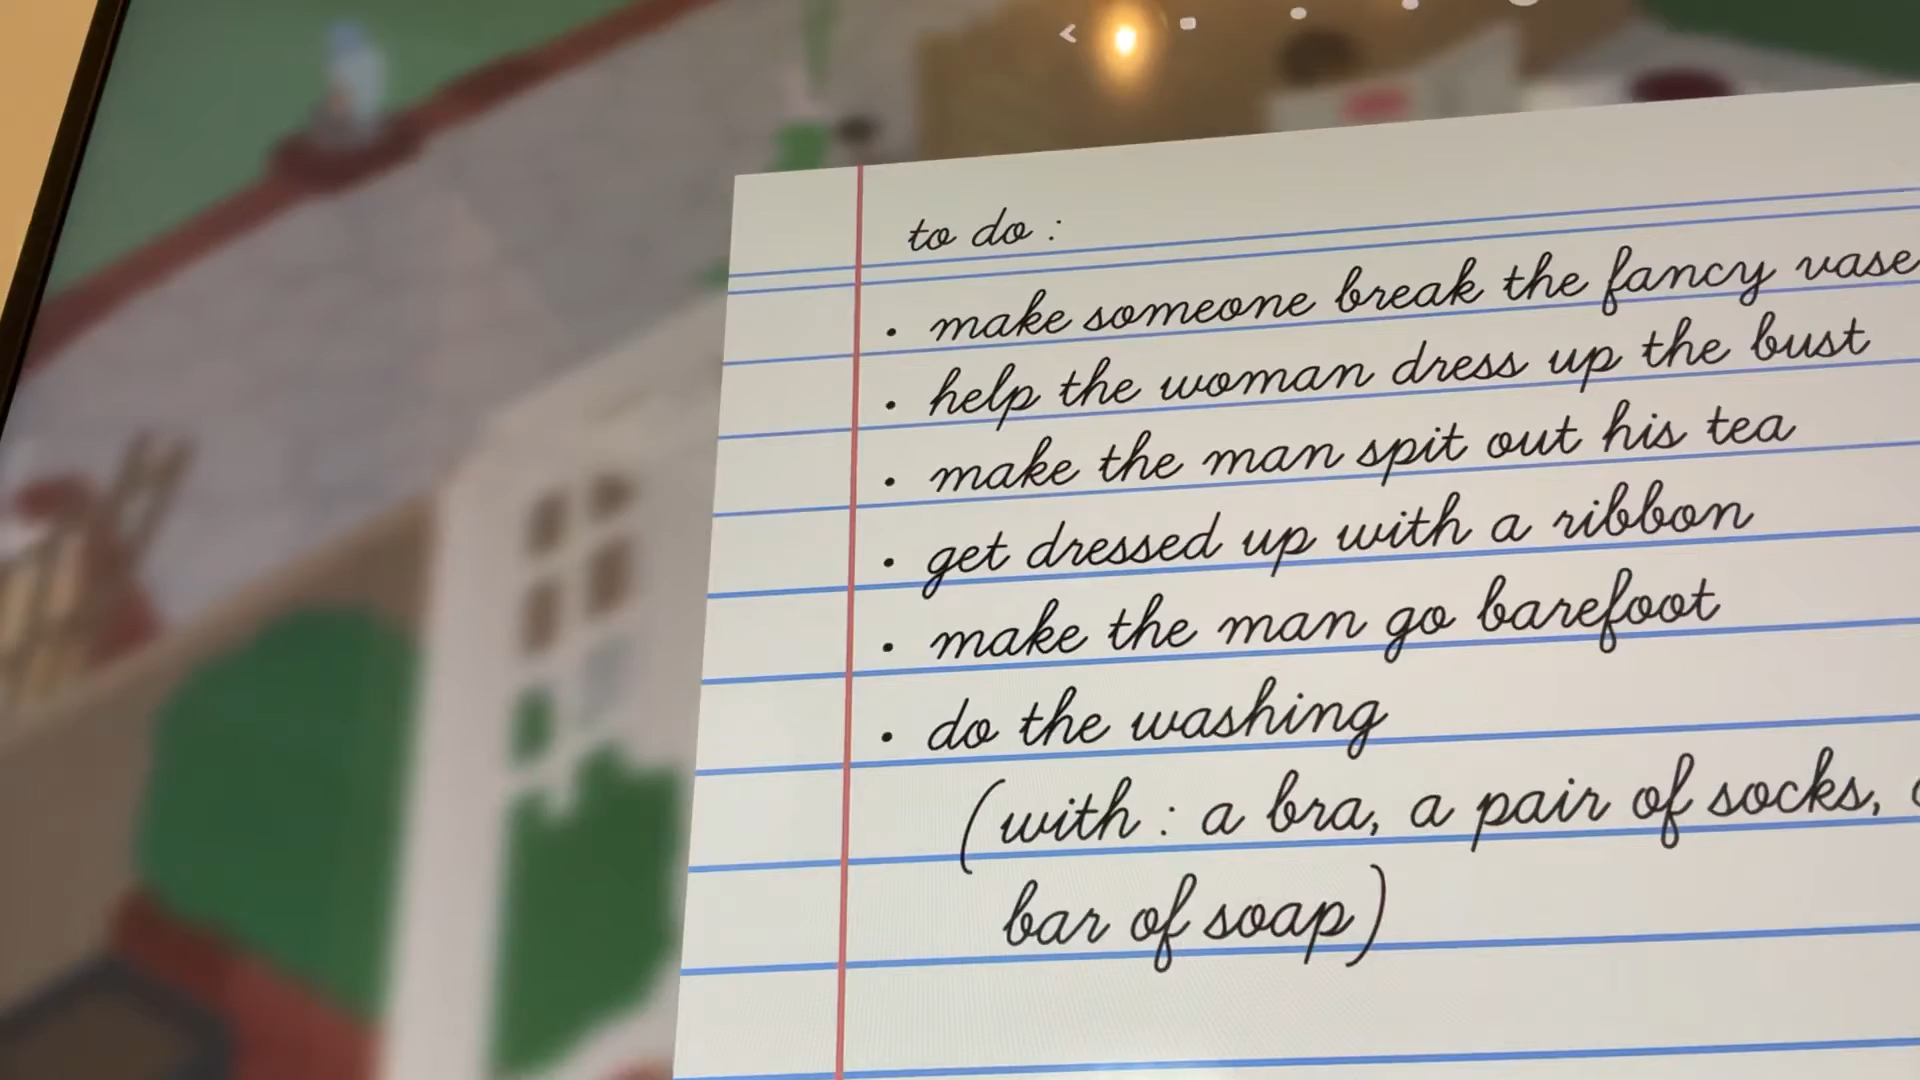 to do :
• make someone break the fancy vase
• help the woman dress up the bust
• make the man spit out his tea
• get dressed up with a ribbon
• make the man go barefoot
• do the washing
(with : a bra, a pair of socks,
bar of soap)